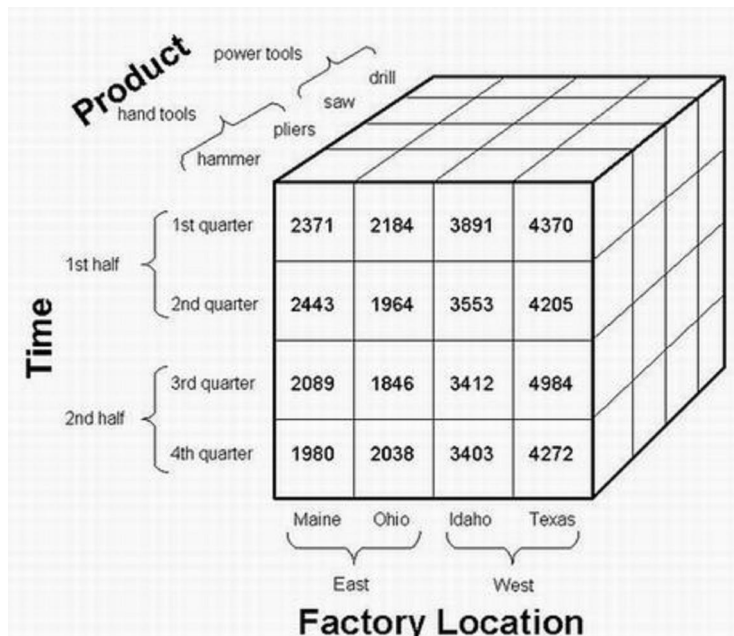 Product
power tools
drill
saw
hand tools
pliers
hammer
1st quarter 2371 2184 3891 4370
1st half
2nd quarter 2443 1964 3553 4205
Time
3rd quarter 2089 1846 3412 4984
2nd half
4th quarter 1980 2038 3403 4272
Maine Ohio Idaho Texas
East West
Factory Location